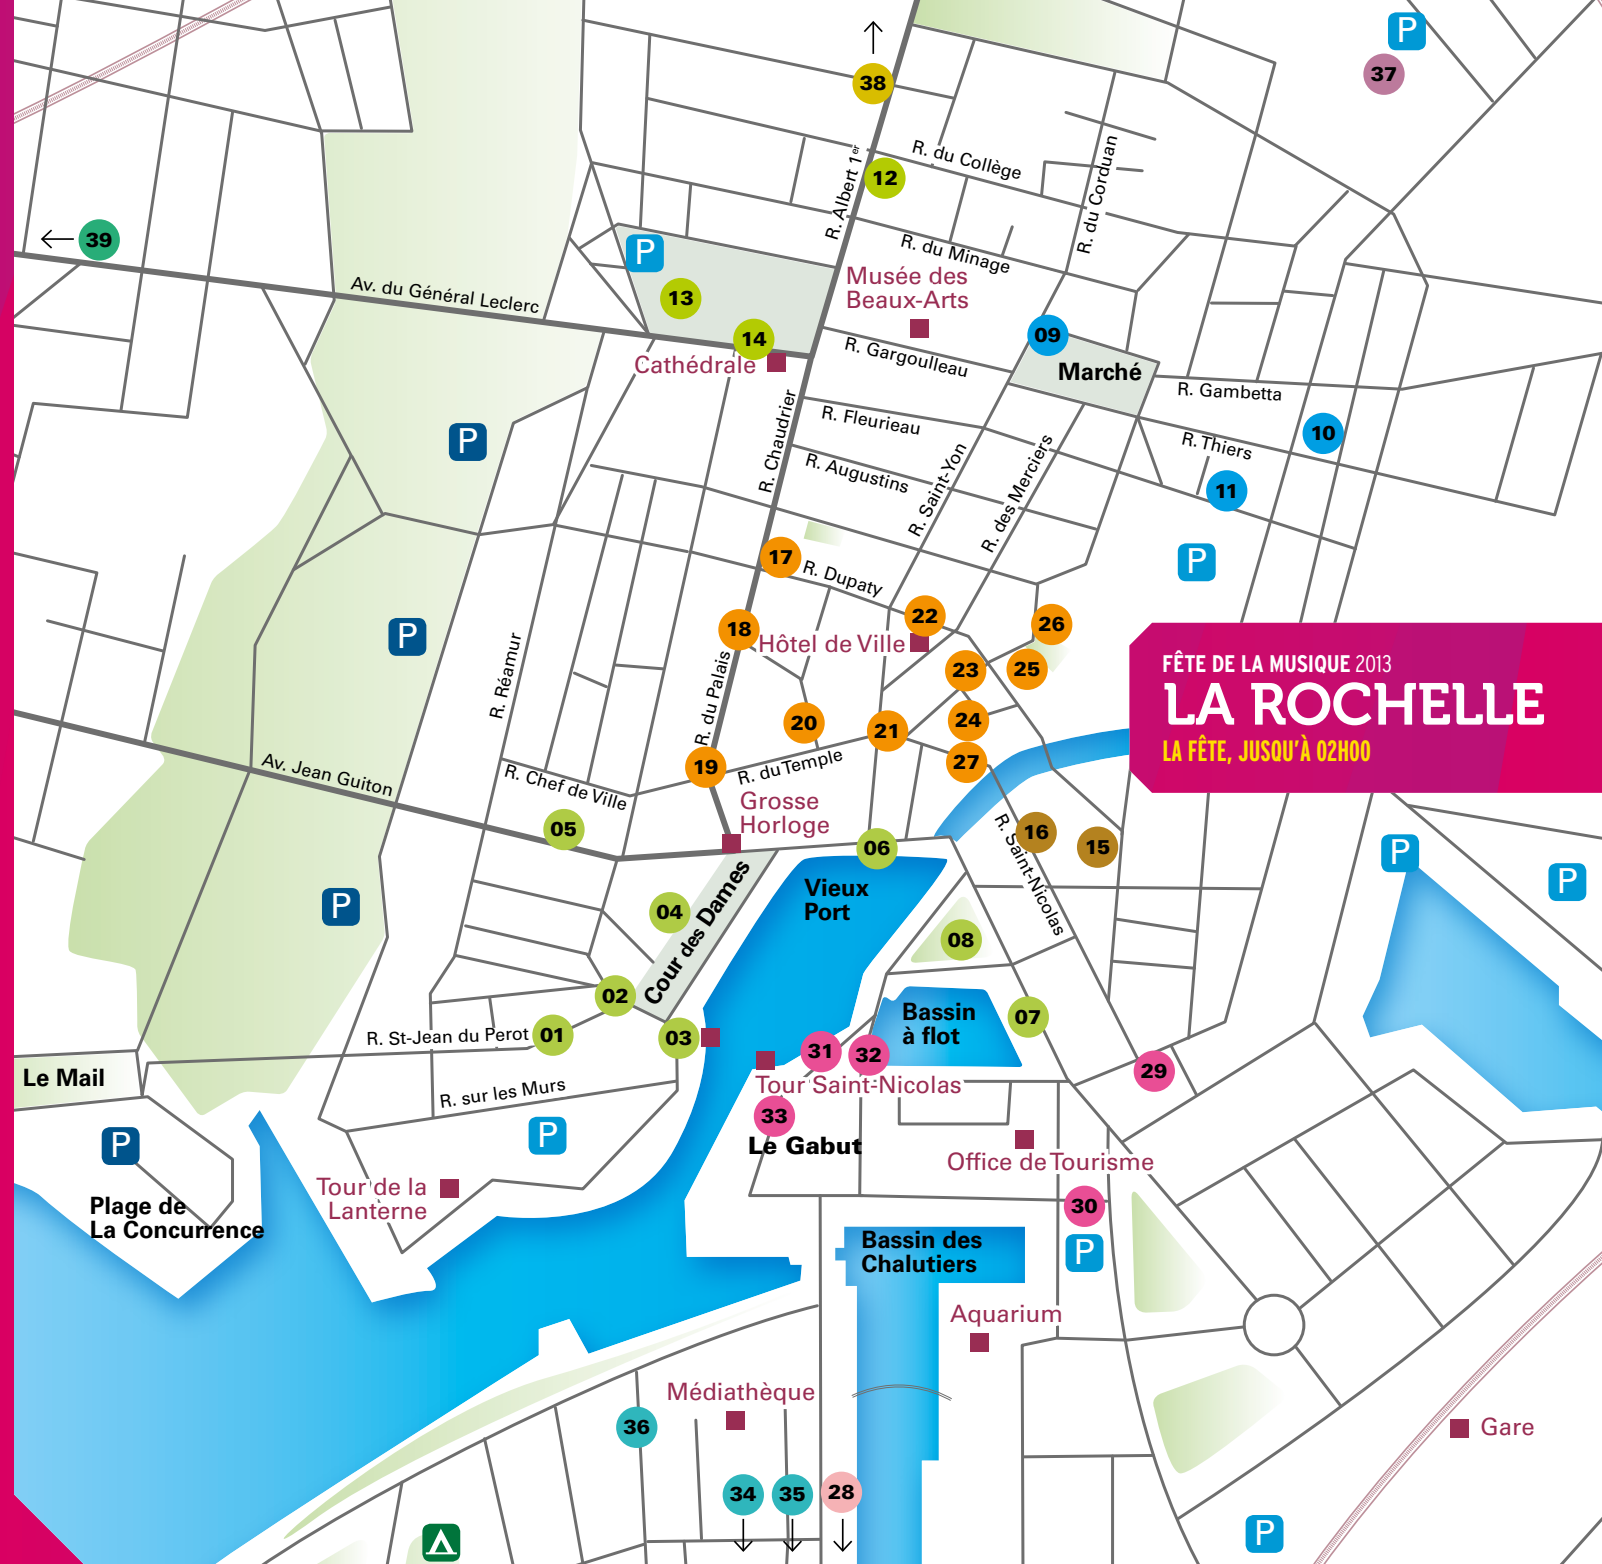 P
37
38
R. du Collège
12
R. Albert 1er
R. du Corduan
39
P
R. du Minage
Av. du Général Leclerc
13
Musée des
Beaux-Arts
14
09
Cathédrale
R. Gargoulleau
Marché
R. Gambetta
R. Chaudrier
R. Fleurieau
10
P
R. Thiers
R. Augustins
R. Saint-Yon
R. des Merciers
11
17
R. Dupaty
P
22
26
18
P
Hôtel de Ville
R. Réamur
R. du Palais
23
25
FÊTE DE LA MUSIQUE 2013
LA ROCHELLE
LA FÊTE, JUSQU'À 02H00
20
21
24
19
R. du Temple
27
Av. Jean Guiton
R. Chef de Ville
Grosse
Horloge
05
06
R. Saint-Nicolas
16
15
P
P
P
Vieux
Port
04
Cour des Dames
08
02
Bassin
à flot
07
R. St-Jean du Perot
01
03
31
32
29
Le Mail
Tour Saint-Nicolas
R. sur les Murs
33
P
P
Le Gabut
Office de Tourisme
Tour de la
Lanterne
Plage de
La Concurrence
30
P
Bassin des
Chalutiers
Aquarium
Médiathèque
36
Gare
34
35
28
P